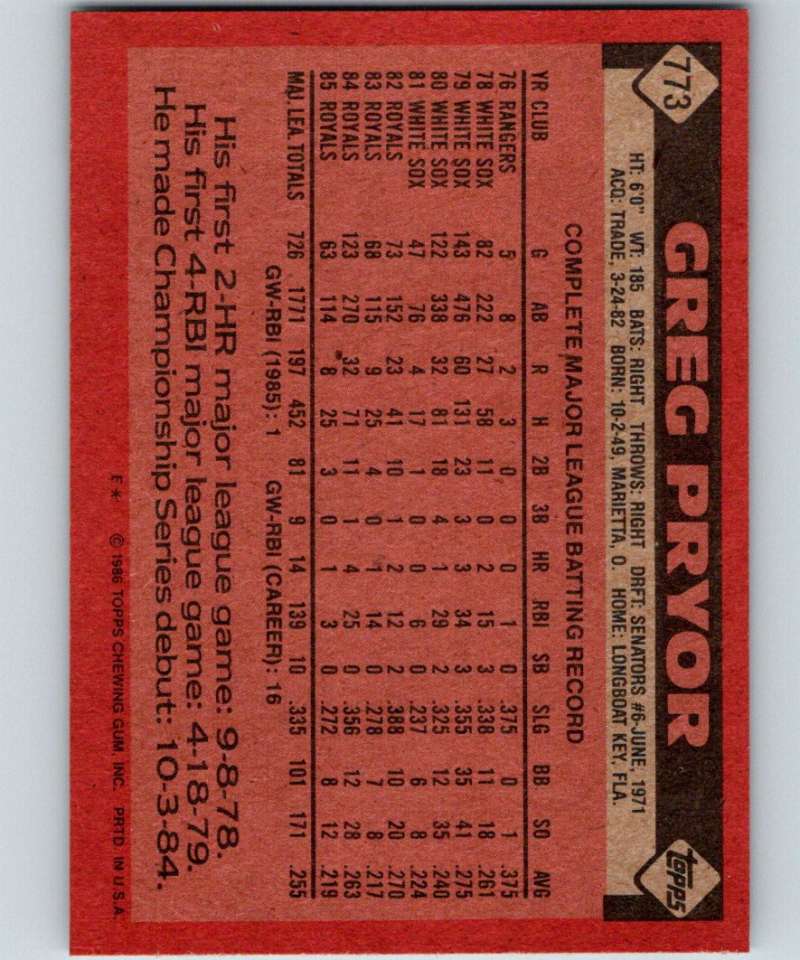 773
GREG PRYOR
topps
HT: 6'0" WT: 185 BATS: RIGHT THROWS: RIGHT DRFT: SENATORS #6-JUNE, 1971
ACQ: TRADE, 3-24-82 BORN: 10-2-49, MARIETTA, O. HOME: LONGBOAT KEY, FLA.
COMPLETE MAJOR LEAGUE BATTING RECORD
YR CLUB G AB R H 2B 3B HR RBI SB SLG BB SO AVG
76 RANGERS 5 8 2 3 0 0 0 1 0 .375 0 1 .375
78 WHITE SOX 82 222 27 58 11 0 2 15 3 .338 11 18 .261
79 WHITE SOX 143 476 60 131 23 3 3 34 3 .355 35 41 .275
80 WHITE SOX 122 338 32 81 18 4 1 29 2 .325 12 35 .240
81 WHITE SOX 47 76 4 17 1 0 0 6 0 .237 6 8 .224
82 ROYALS 73 152 23 41 10 1 2 12 2 .388 10 20 .270
83 ROYALS 68 115 9 25 4 0 1 14 0 .278 7 8 .217
84 ROYALS 123 270 32 71 11 1 4 25 0 .356 12 28 .263
85 ROYALS 63 114 8 25 3 0 1 3 0 .272 8 12 .219
MAJ. LEA. TOTALS 726 1771 197 452 81 9 14 139 10 .335 101 171 .255
GW-RBI (1985): 1 GW-RBI (CAREER): 16
His first 2-HR major league game: 9-8-78.
His first 4-RBI major league game: 4-18-79.
He made Championship Series debut: 10-3-84.
F* © 1986 TOPPS CHEWING GUM, INC. PRTD. IN U.S.A.